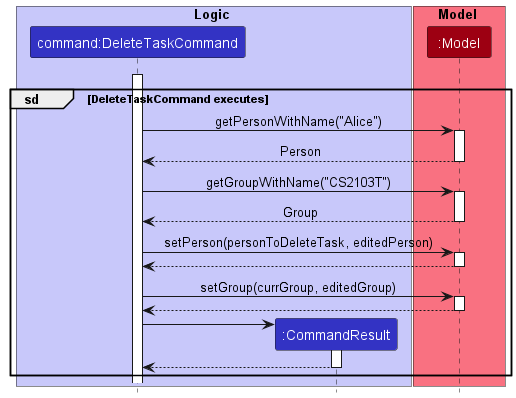 Logic
Model
command:DeleteTaskCommand
:Model
sd
[DeleteTaskCommand executes]
getPersonWithName("Alice")
Person
getGroupWithName("CS2103T")
Group
setPerson(personToDeleteTask, editedPerson)
setGroup(currGroup, editedGroup)
:CommandResult